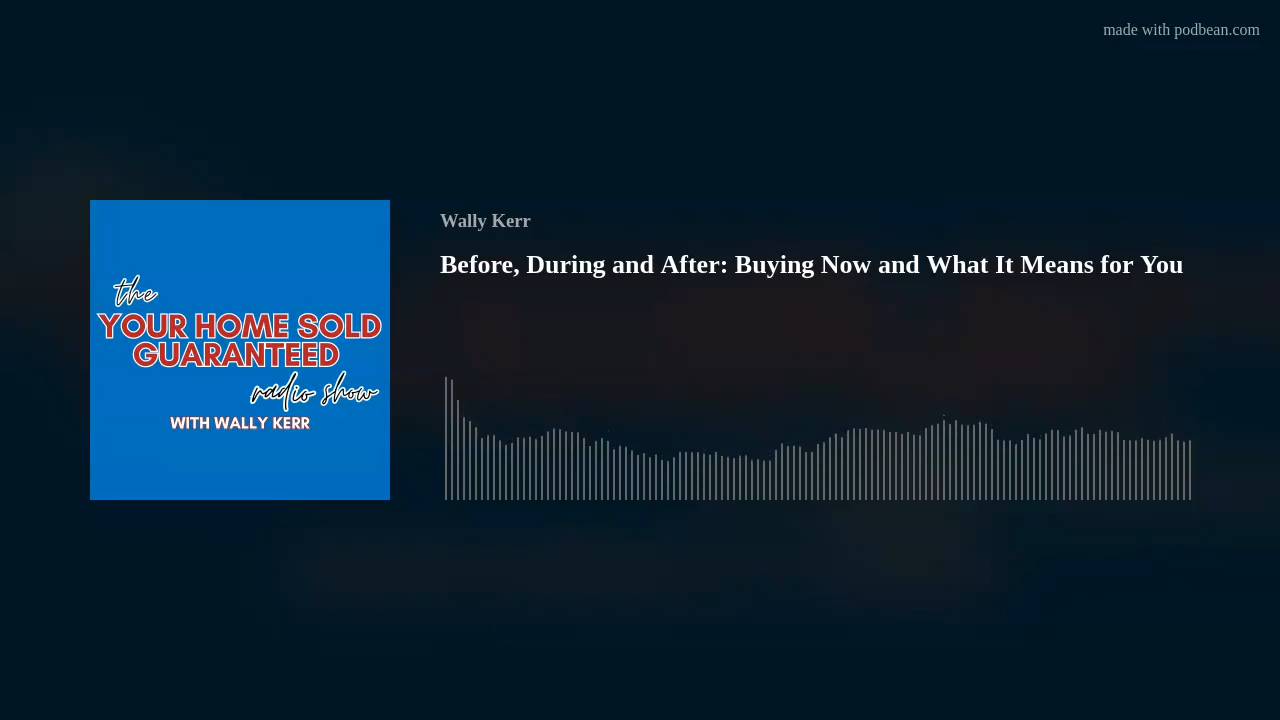 made with podbean.com
Wally Kerr
Before, During and After: Buying Now and What It Means for You
the
YOUR HOME SOLD
GUARANTEED
radio show
WITH WALLY KERR